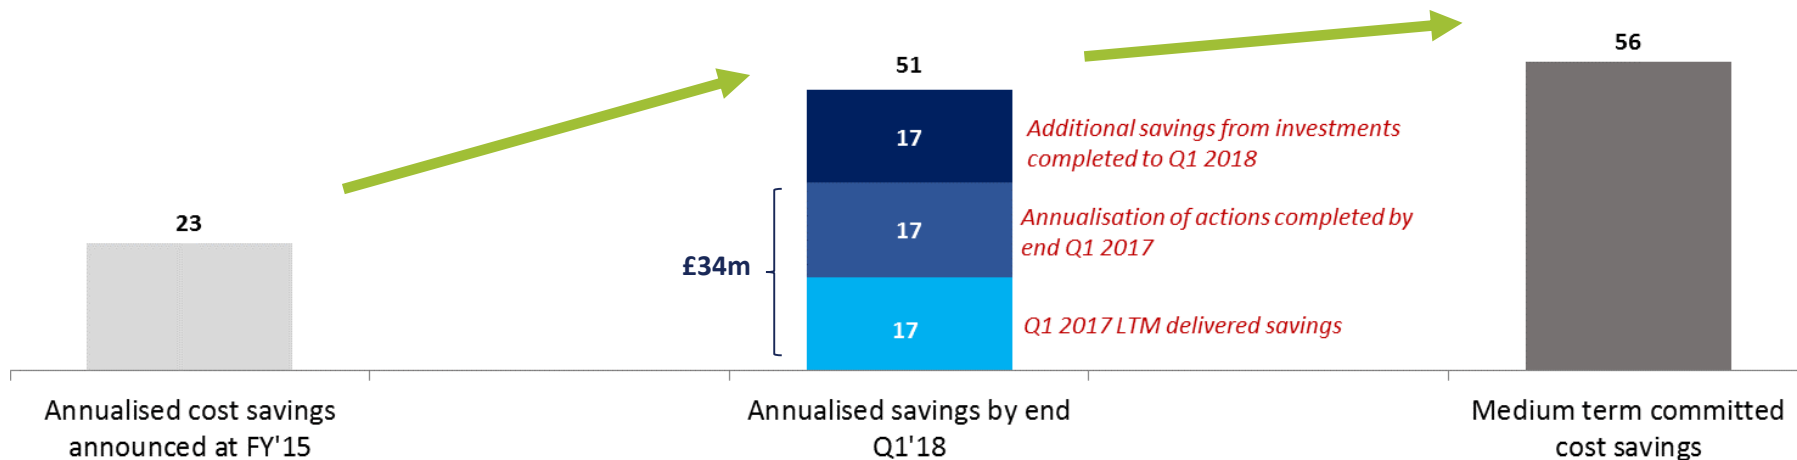 23
51
56
17
Additional savings from investments
completed to Q1 2018
17
Annualisation of actions completed by
end Q1 2017
£34m
17
Q1 2017 LTM delivered savings
Annualised cost savings
announced at FY'15
Annualised savings by end
Q1'18
Medium term committed
cost savings